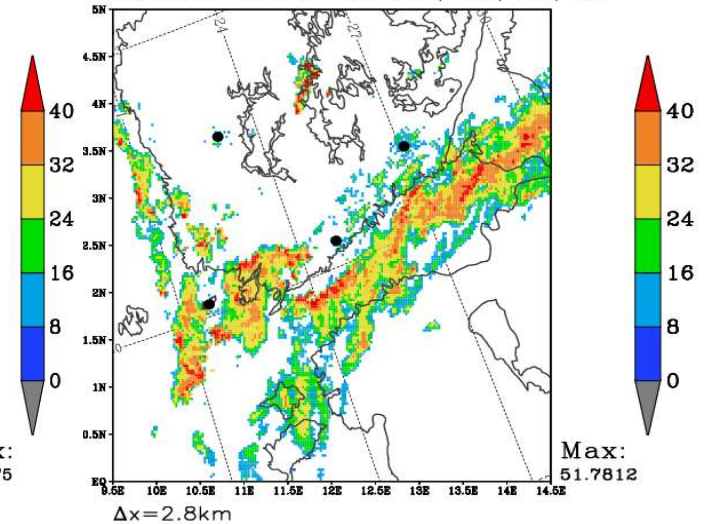 5N
4.5N
4N
3.5N
3N
2.5N
2N
1.5N
1N
0.5N
EQ
9.5E 10E 10.5E 11E 11.5E 12E 12.5E 13E 13.5E 14E 14.5E
-24
-27
40
32
24
16
8
0
40
32
24
16
8
0
Max:
51.7812
Δx=2.8km